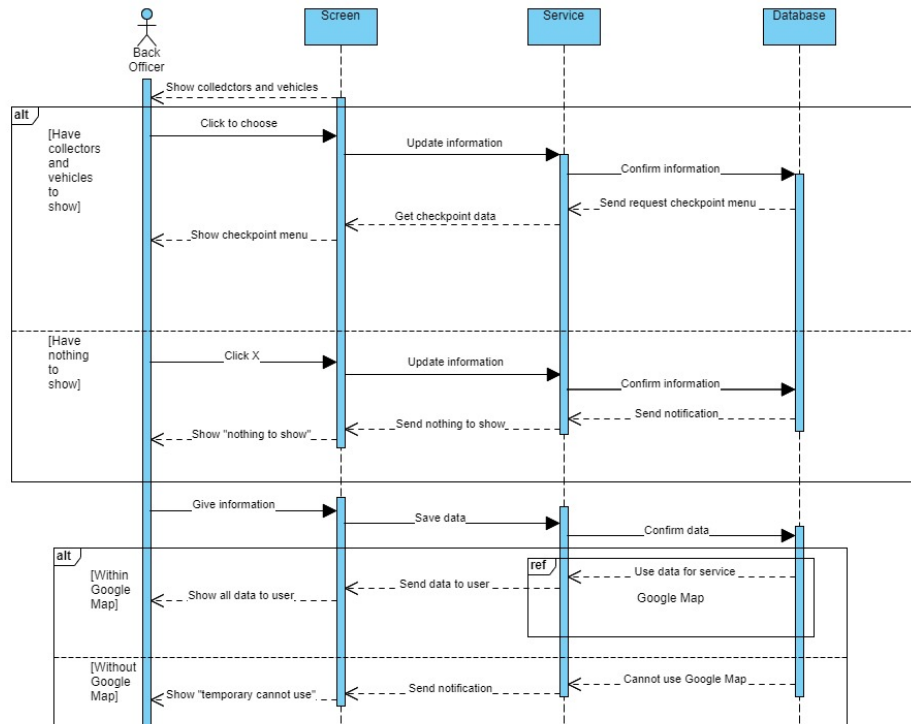 Screen
Service
Database
Back
Officer
Show colledctors and vehicles
alt
[Have
collectors
and
vehicles
to
show]
Click to choose
Update information
Confirm information
Send request checkpoint menu
Get checkpoint data
Show checkpoint menu
[Have
nothing
to
show]
Click X
Update information
Confirm information
Send notification
Send nothing to show
Show "nothing to show"
Give information
Save data
Confirm data
alt
[Within
Google
Map]
ref
Use data for service
Google Map
Send data to user
Show all data to user
[Without
Google
Map]
Cannot use Google Map
Send notification
Show "temporary cannot use"